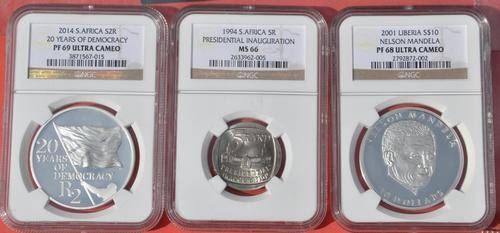 2014 S.AFRICA S2R
20 YEARS OF DEMOCRACY
PF 69 ULTRA CAMEO
3871567-015
NGC
20
YEARS
OF
DEMOCRACY
R2
1994 S.AFRICA 5R
PRESIDENTIAL INAUGURATION
MS 66
2633962-005
NGC
PRESIDENTIAL
INAUGURATION
2001 LIBERIA S$10
NELSON MANDELA
PF 68 ULTRA CAMEO
2792872-002
NGC
NELSON MANDELA
10 DOLLARS